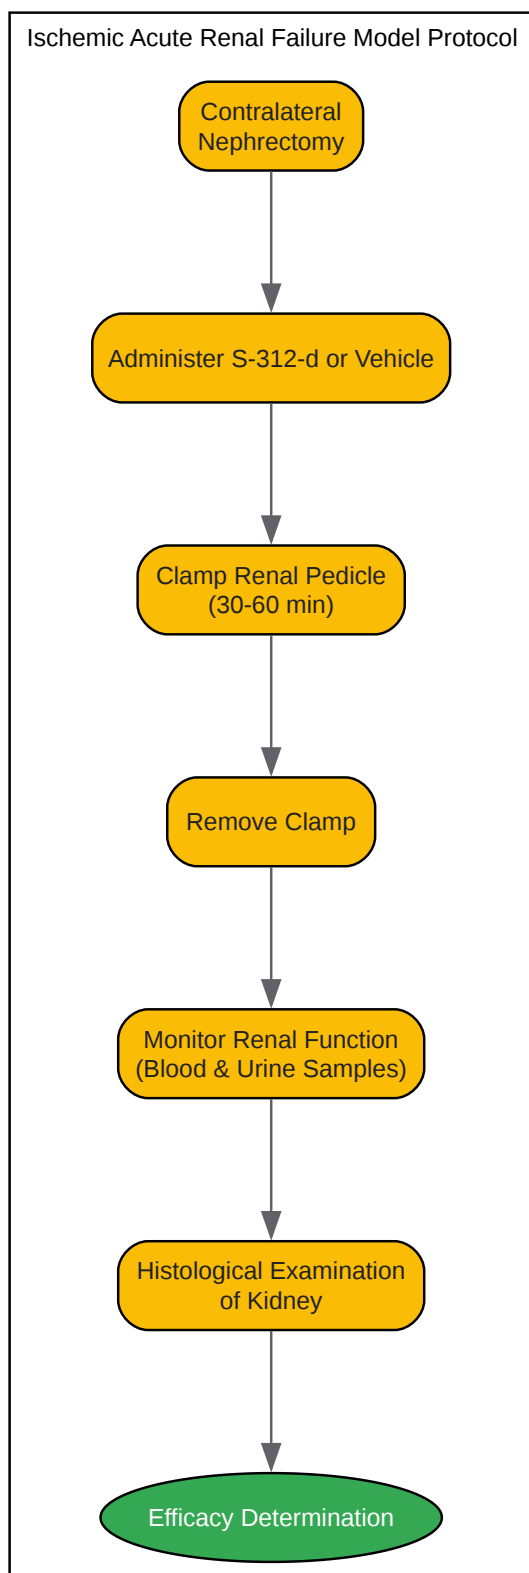 Ischemic Acute Renal Failure Model Protocol
Contralateral
Nephrectomy
Administer S-312-d or Vehicle
Clamp Renal Pedicle
(30-60 min)
Remove Clamp
Monitor Renal Function
(Blood & Urine Samples)
Histological Examination
of Kidney
Efficacy Determination